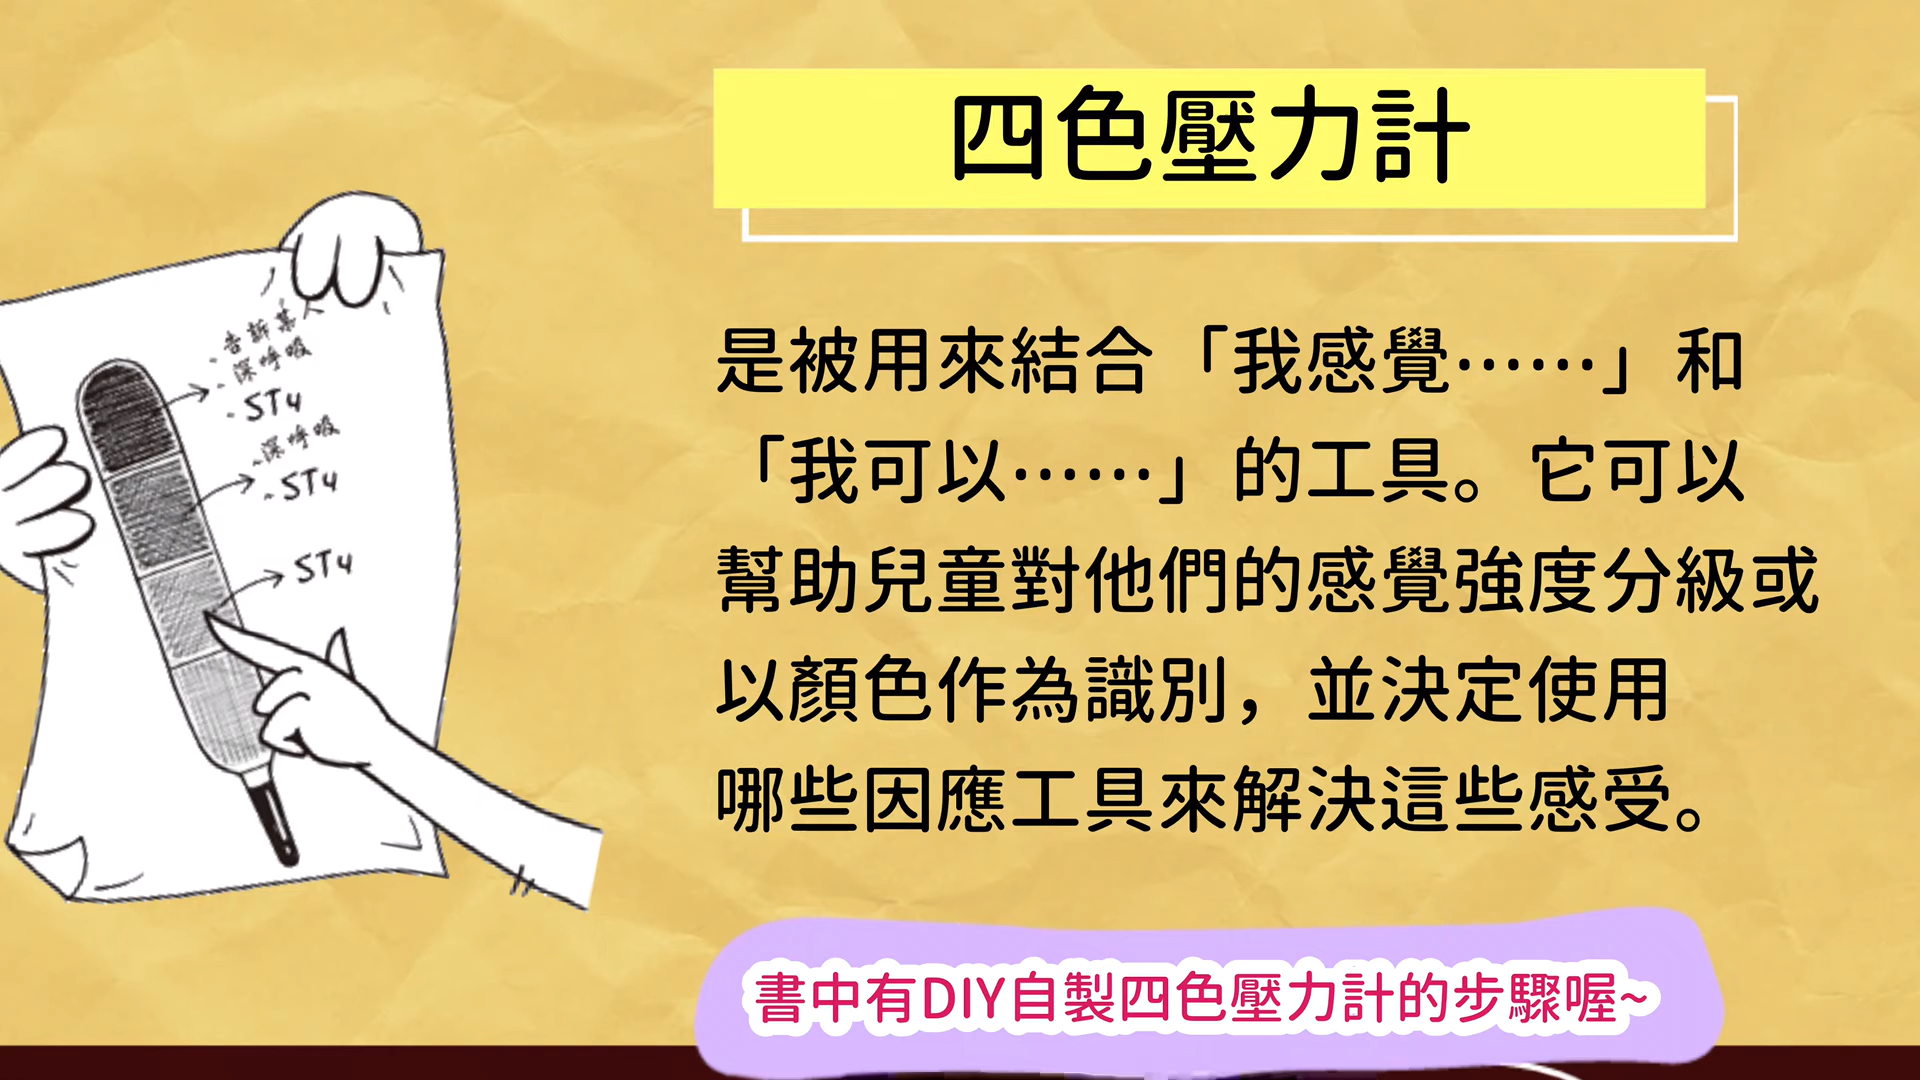 四色壓力計
是被用來結合「我感覺⋯⋯」和
「我可以⋯⋯」的工具。它可以
幫助兒童對他們的感覺強度分級或
以顏色作為識別，並決定使用
哪些因應工具來解決這些感受。
書中有DIY自製四色壓力計的步驟喔~
告訴某人
深呼吸
ST4
深呼吸
ST4
ST4